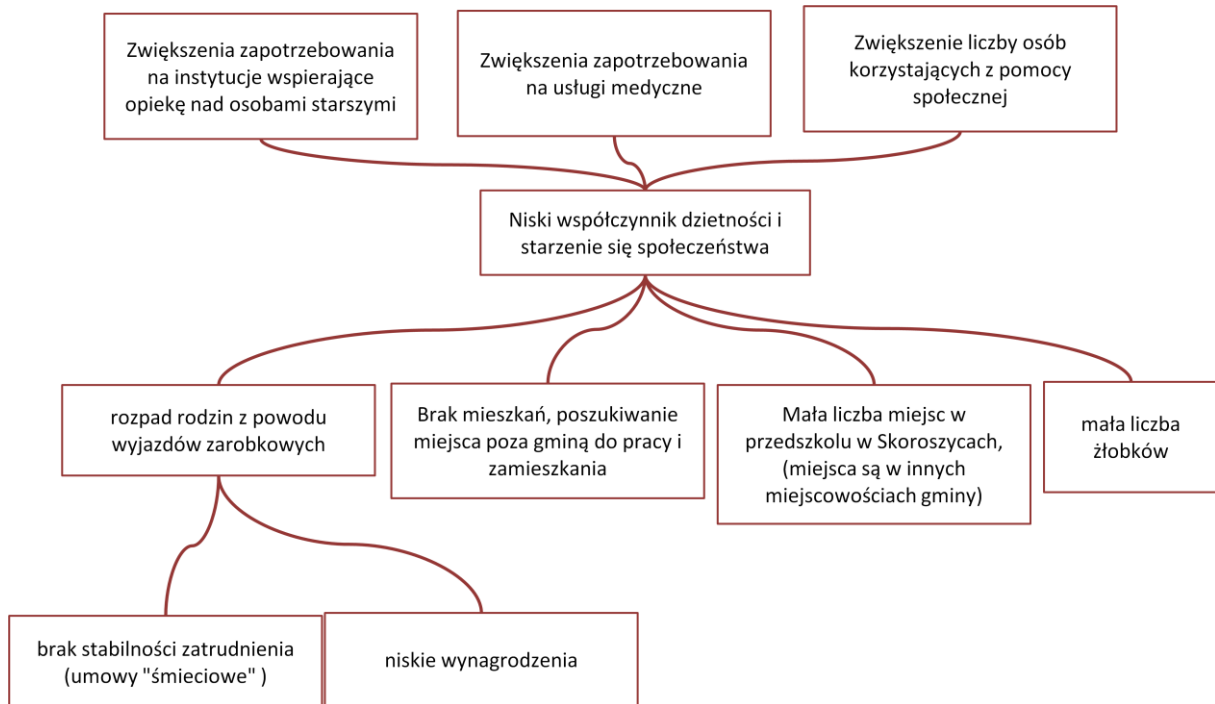 Zwiększenia zapotrzebowania
na instytucje wspierające
opiekę nad osobami starszymi
Zwiększenia zapotrzebowania
na usługi medyczne
Zwiększenie liczby osób
korzystających z pomocy
społecznej
Niski współczynnik dzietności i
starzenie się społeczeństwa
rozpad rodzin z powodu
wyjazdów zarobkowych
Brak mieszkań, poszukiwanie
miejsca poza gminą do pracy i
zamieszkania
Mała liczba miejsc w
przedszkolu w Skoroszycach,
(miejsca są w innych
miejscowościach gminy)
mała liczba
żłobków
brak stabilności zatrudnienia
(umowy "śmieciowe" )
niskie wynagrodzenia